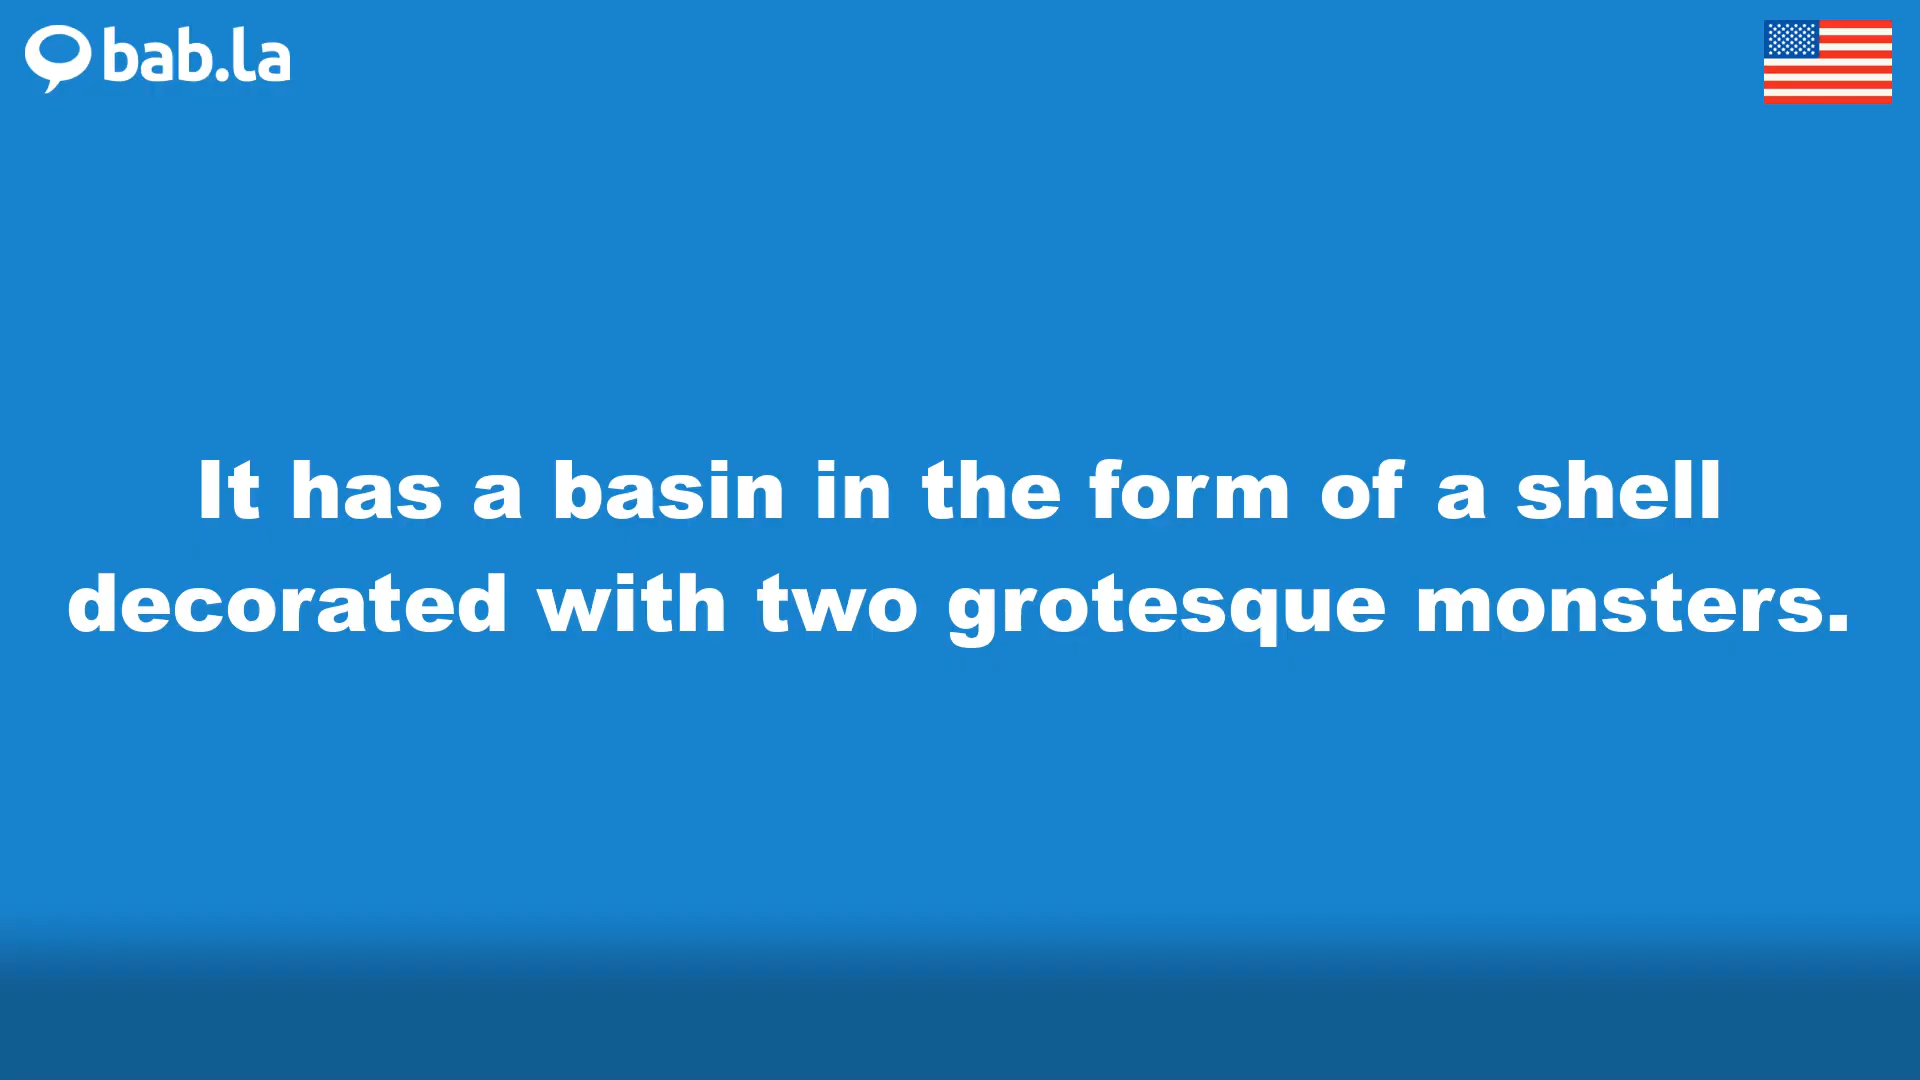 bab.la
It has a basin in the form of a shell
decorated with two grotesque monsters.